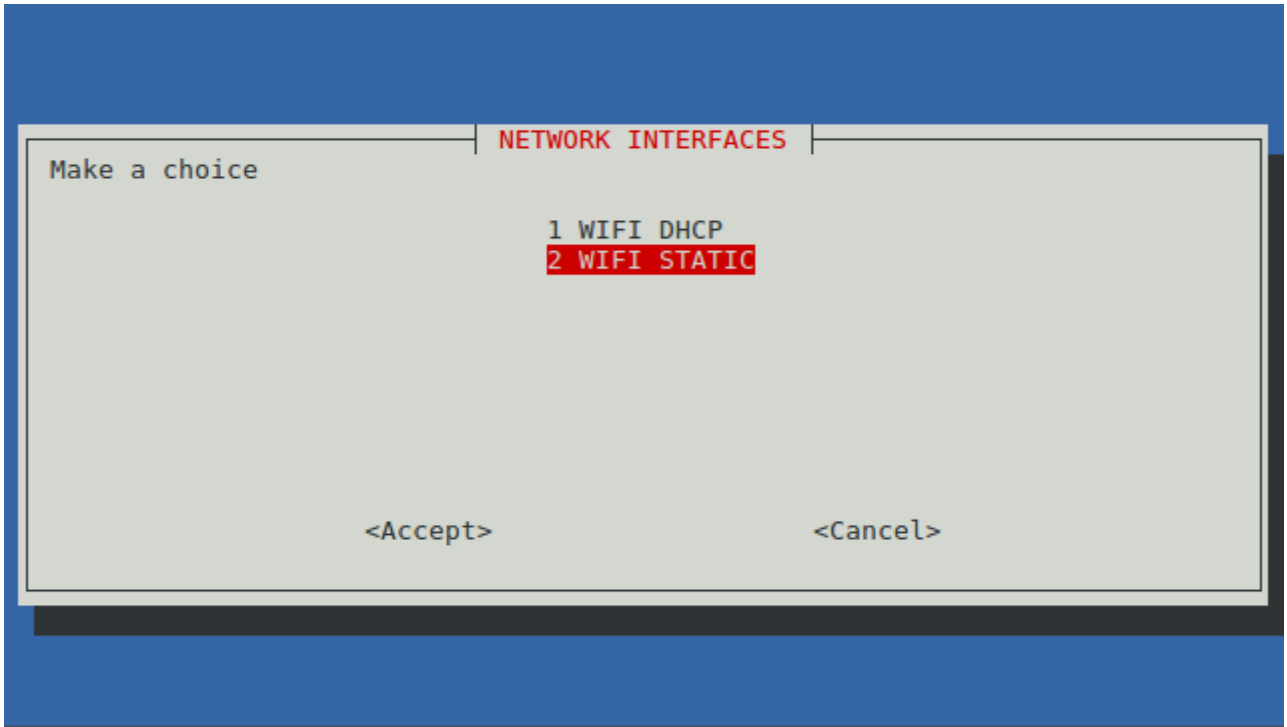 NETWORK INTERFACES
Make a choice
1 WIFI DHCP
2 WIFI STATIC
<Accept> <Cancel>